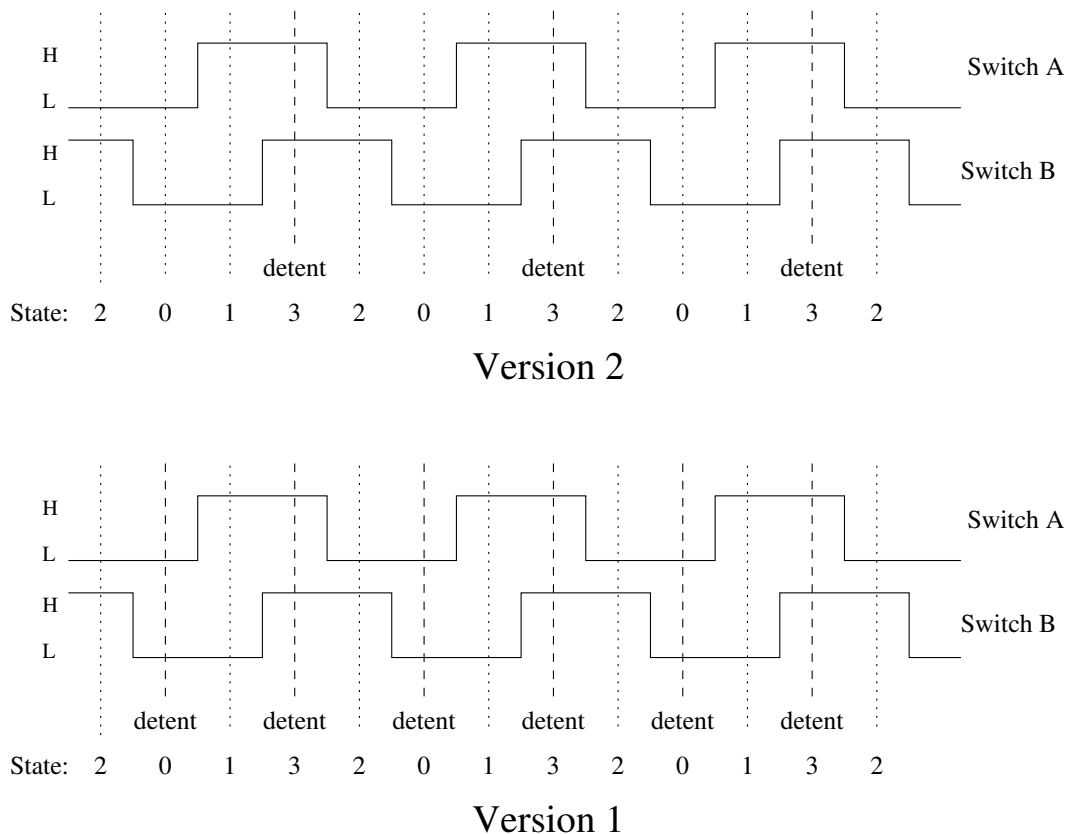 H
Switch A
L
H
Switch B
L
detent detent detent
State: 2 0 1 3 2 0 1 3 2 0 1 3 2
Version 2
H
Switch A
L
H
Switch B
L
detent detent detent detent detent detent
State: 2 0 1 3 2 0 1 3 2 0 1 3 2
Version 1